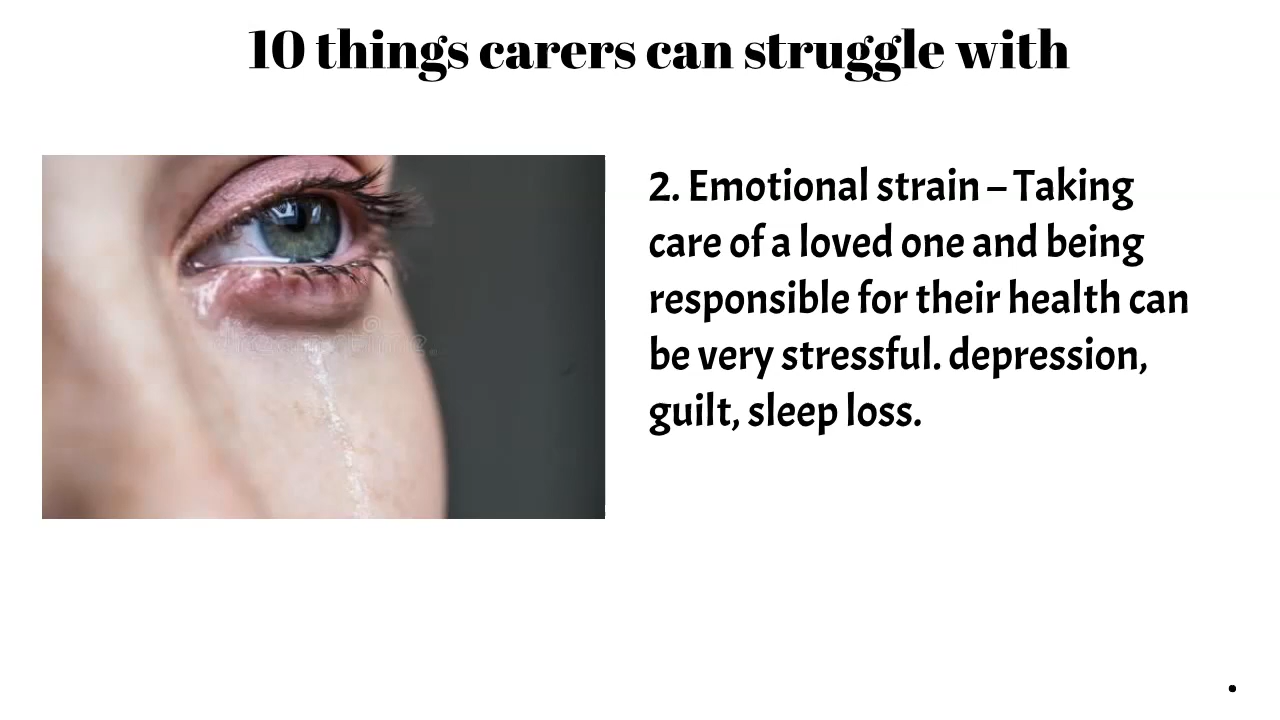 10 things carers can struggle with
2. Emotional strain – Taking
care of a loved one and being
responsible for their health can
be very stressful. depression,
guilt, sleep loss.
dreamstime.
.